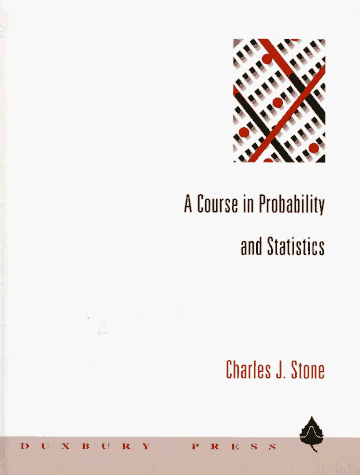 A Course in Probability
and Statistics
Charles J. Stone
DUXBURY PRESS